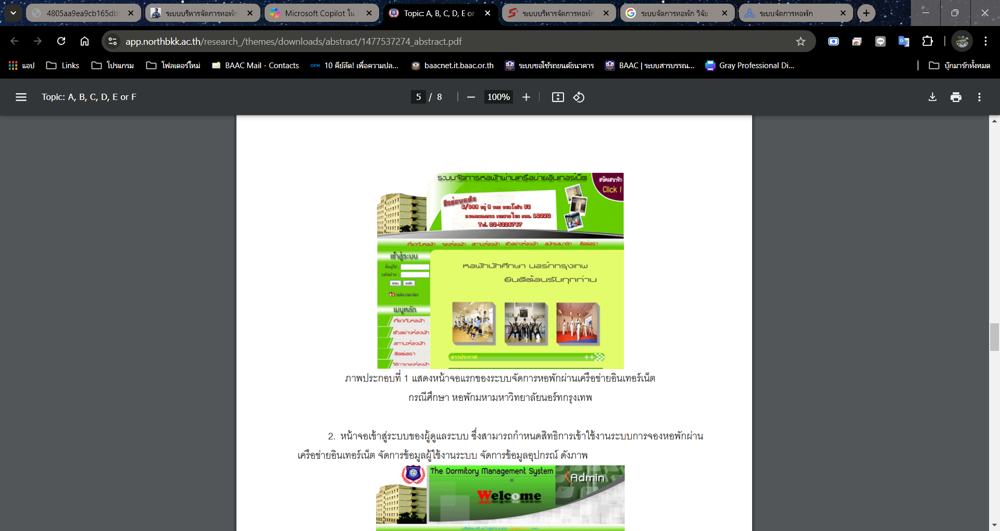 4805aa9ea9cb165db
ระบบบริหารจัดการหอพัก
Microsoft Copilot ใน
Topic: A, B, C, D, E or
ระบบบริหารจัดการหอพัก
ระบบจัดการหอพัก วิจัย -
ระบบจัดการหอพัก
app.northbkk.ac.th/research_/themes/downloads/abstract/1477537274_abstract.pdf
แอป
Links
โปรแกรม
โฟลเดอร์ใหม่
BAAC Mail - Contacts
OFM 10 คีย์ลัด! เพื่อความปล...
baacnet.it.baac.or.th
ระบบขอใช้รถยนต์ธนาคาร
BAAC | ระบบสารบรรณ...
Gray Professional Di...
บุ๊กมาร์กทั้งหมด
Topic: A, B, C, D, E or F
5 / 8
100%
ระบบจัดการหอพักผ่านเครือข่ายอินเทอร์เน็ต
สมัครสมาชิก
Click !
ติดต่อหอพัก
Tel. 02-5226767
เกี่ยวกับหอพัก จองห้องพัก สถานะห้องพัก ตัวอย่างห้องพัก สมัครสมาชิก ติดต่อเรา
เข้าสู่ระบบ
ชื่อผู้ใช้ :
รหัสผ่าน :
สมัครสมาชิก
หอพักนักศึกษา นอร์ทกรุงเทพ
ยินดีต้อนรับทุกท่าน
เมนูหลัก
เกี่ยวกับหอพัก
ตัวอย่างห้องพัก
สถานะห้องพัก
ติดต่อเรา
วิธีการจองห้องพัก
ข่าวประกาศ
ภาพประกอบที่ 1 แสดงหน้าจอแรกของระบบจัดการหอพักผ่านเครือข่ายอินเทอร์เน็ต
กรณีศึกษา หอพักมหามหาวิทยาลัยนอร์ทกรุงเทพ
2. หน้าจอเข้าสู่ระบบของผู้ดูแลระบบ ซึ่งสามารถกำหนดสิทธิการเข้าใช้งานระบบการจองหอพักผ่าน
เครือข่ายอินเทอร์เน็ต จัดการข้อมูลผู้ใช้งานระบบ จัดการข้อมูลอุปกรณ์ ดังภาพ
The Dormitory Management System
Admin
Welcome